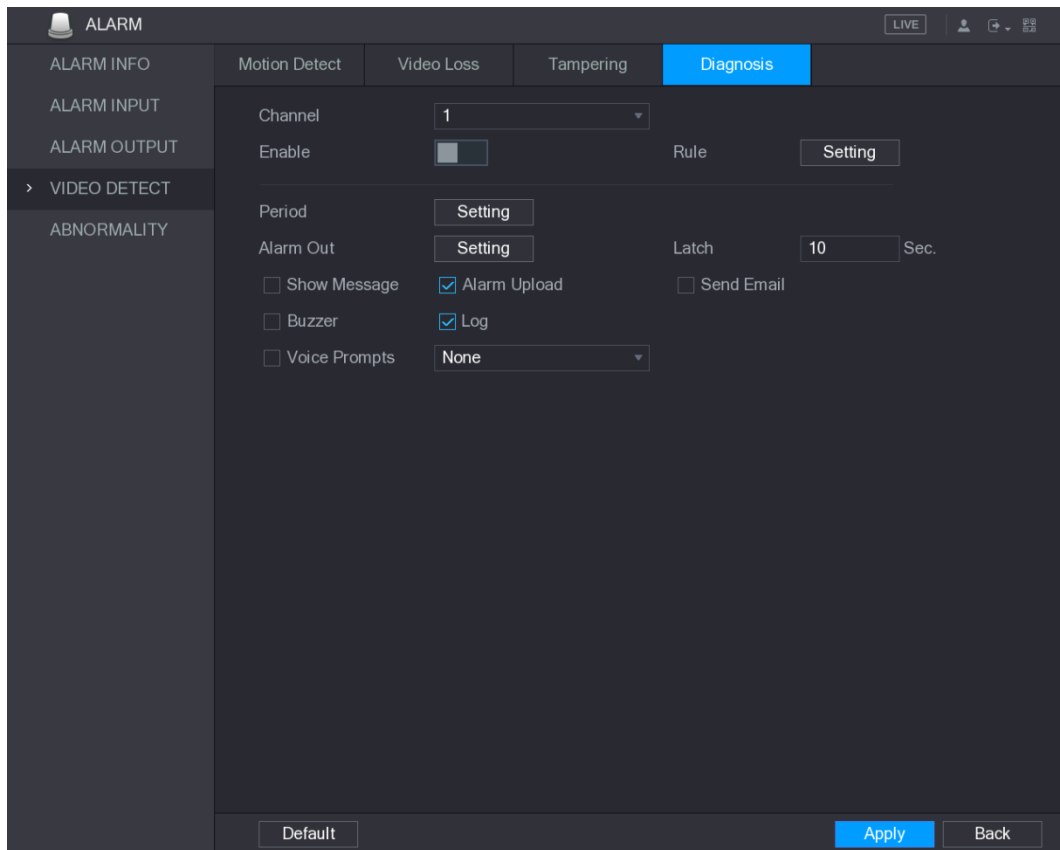 ALARM LIVE
ALARM INFO
ALARM INPUT
ALARM OUTPUT
> VIDEO DETECT
ABNORMALITY
Motion Detect Video Loss Tampering Diagnosis
Channel 1
Enable Rule Setting
Period Setting
Alarm Out Setting Latch 10 Sec.
Show Message Alarm Upload Send Email
Buzzer Log
Voice Prompts None
Default Apply Back